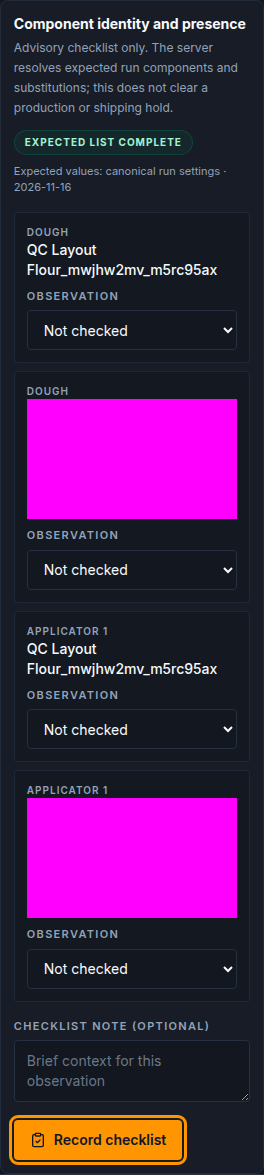 Component identity and presence
Advisory checklist only. The server
resolves expected run components and
substitutions; this does not clear a
production or shipping hold.
EXPECTED LIST COMPLETE
Expected values: canonical run settings ·
2026-11-16
DOUGH
QC Layout
Flour_mwjhw2mv_m5rc95ax
OBSERVATION
Not checked
DOUGH
OBSERVATION
Not checked
APPLICATOR 1
QC Layout
Flour_mwjhw2mv_m5rc95ax
OBSERVATION
Not checked
APPLICATOR 1
OBSERVATION
Not checked
CHECKLIST NOTE (OPTIONAL)
Brief context for this
observation
Record checklist